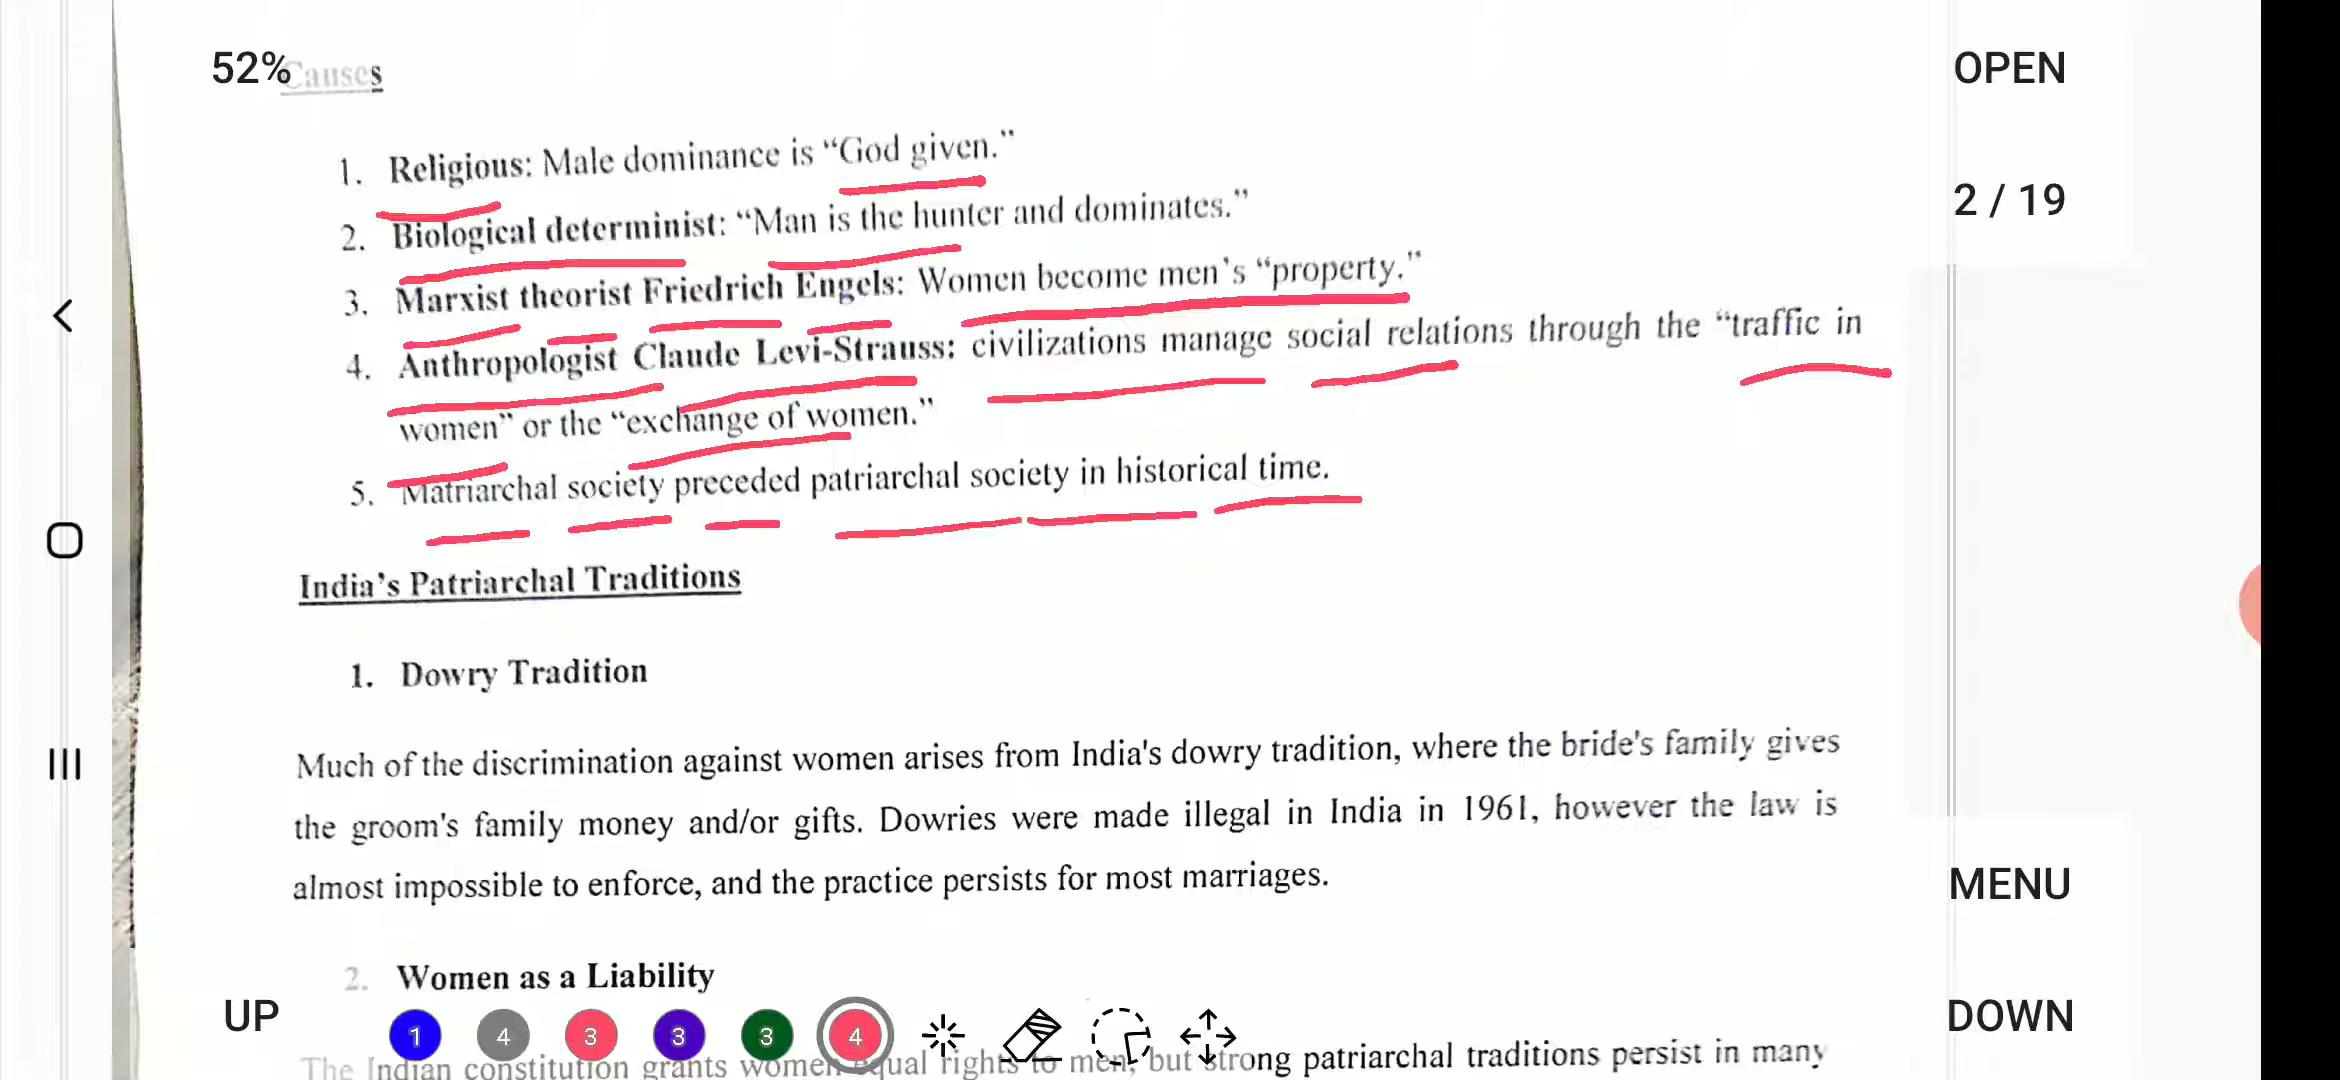 52%
Causes
OPEN
1. Religious: Male dominance is “God given.”
2. Biological determinist: “Man is the hunter and dominates.”
2 / 19
3. Marxist theorist Friedrich Engels: Women become men’s “property.”
4. Anthropologist Claude Levi-Strauss: civilizations manage social relations through the “traffic in
women” or the “exchange of women.”
5. Matriarchal society preceded patriarchal society in historical time.
India’s Patriarchal Traditions
1. Dowry Tradition
Much of the discrimination against women arises from India's dowry tradition, where the bride's family gives
the groom's family money and/or gifts. Dowries were made illegal in India in 1961, however the law is
almost impossible to enforce, and the practice persists for most marriages.
MENU
2. Women as a Liability
UP
1 4 3 3 3 4
DOWN
The Indian constitution grants women equal rights to men, but strong patriarchal traditions persist in many